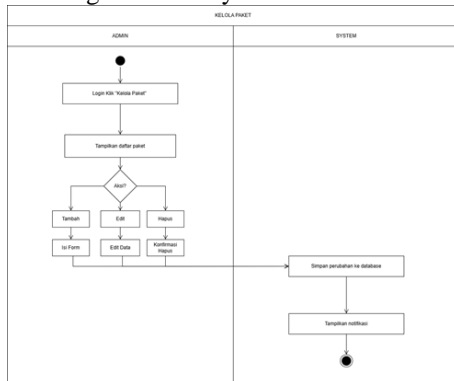 KELOLA PAKET
ADMIN
SYSTEM
Login Klik "Kelola Paket"
Tampilkan daftar paket
Aksi?
Tambah
Edit
Hapus
Isi Form
Edit Data
Konfirmasi
Hapus
Simpan perubahan ke database
Tampilkan notifikasi